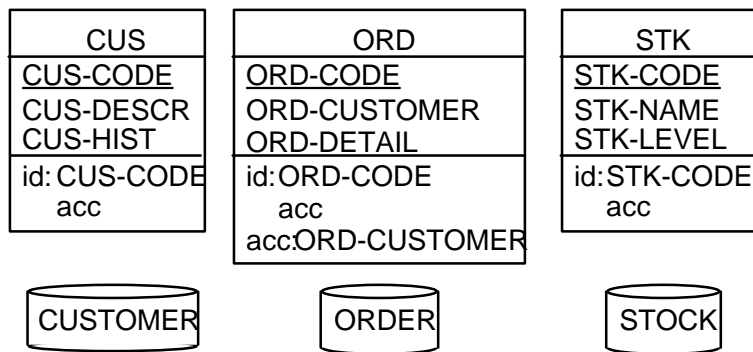 CUS
CUS-CODE
CUS-DESCR
CUS-HIST
id: CUS-CODE
acc
ORD
ORD-CODE
ORD-CUSTOMER
ORD-DETAIL
id:ORD-CODE
acc
acc:ORD-CUSTOMER
STK
STK-CODE
STK-NAME
STK-LEVEL
id:STK-CODE
acc
CUSTOMER
ORDER
STOCK